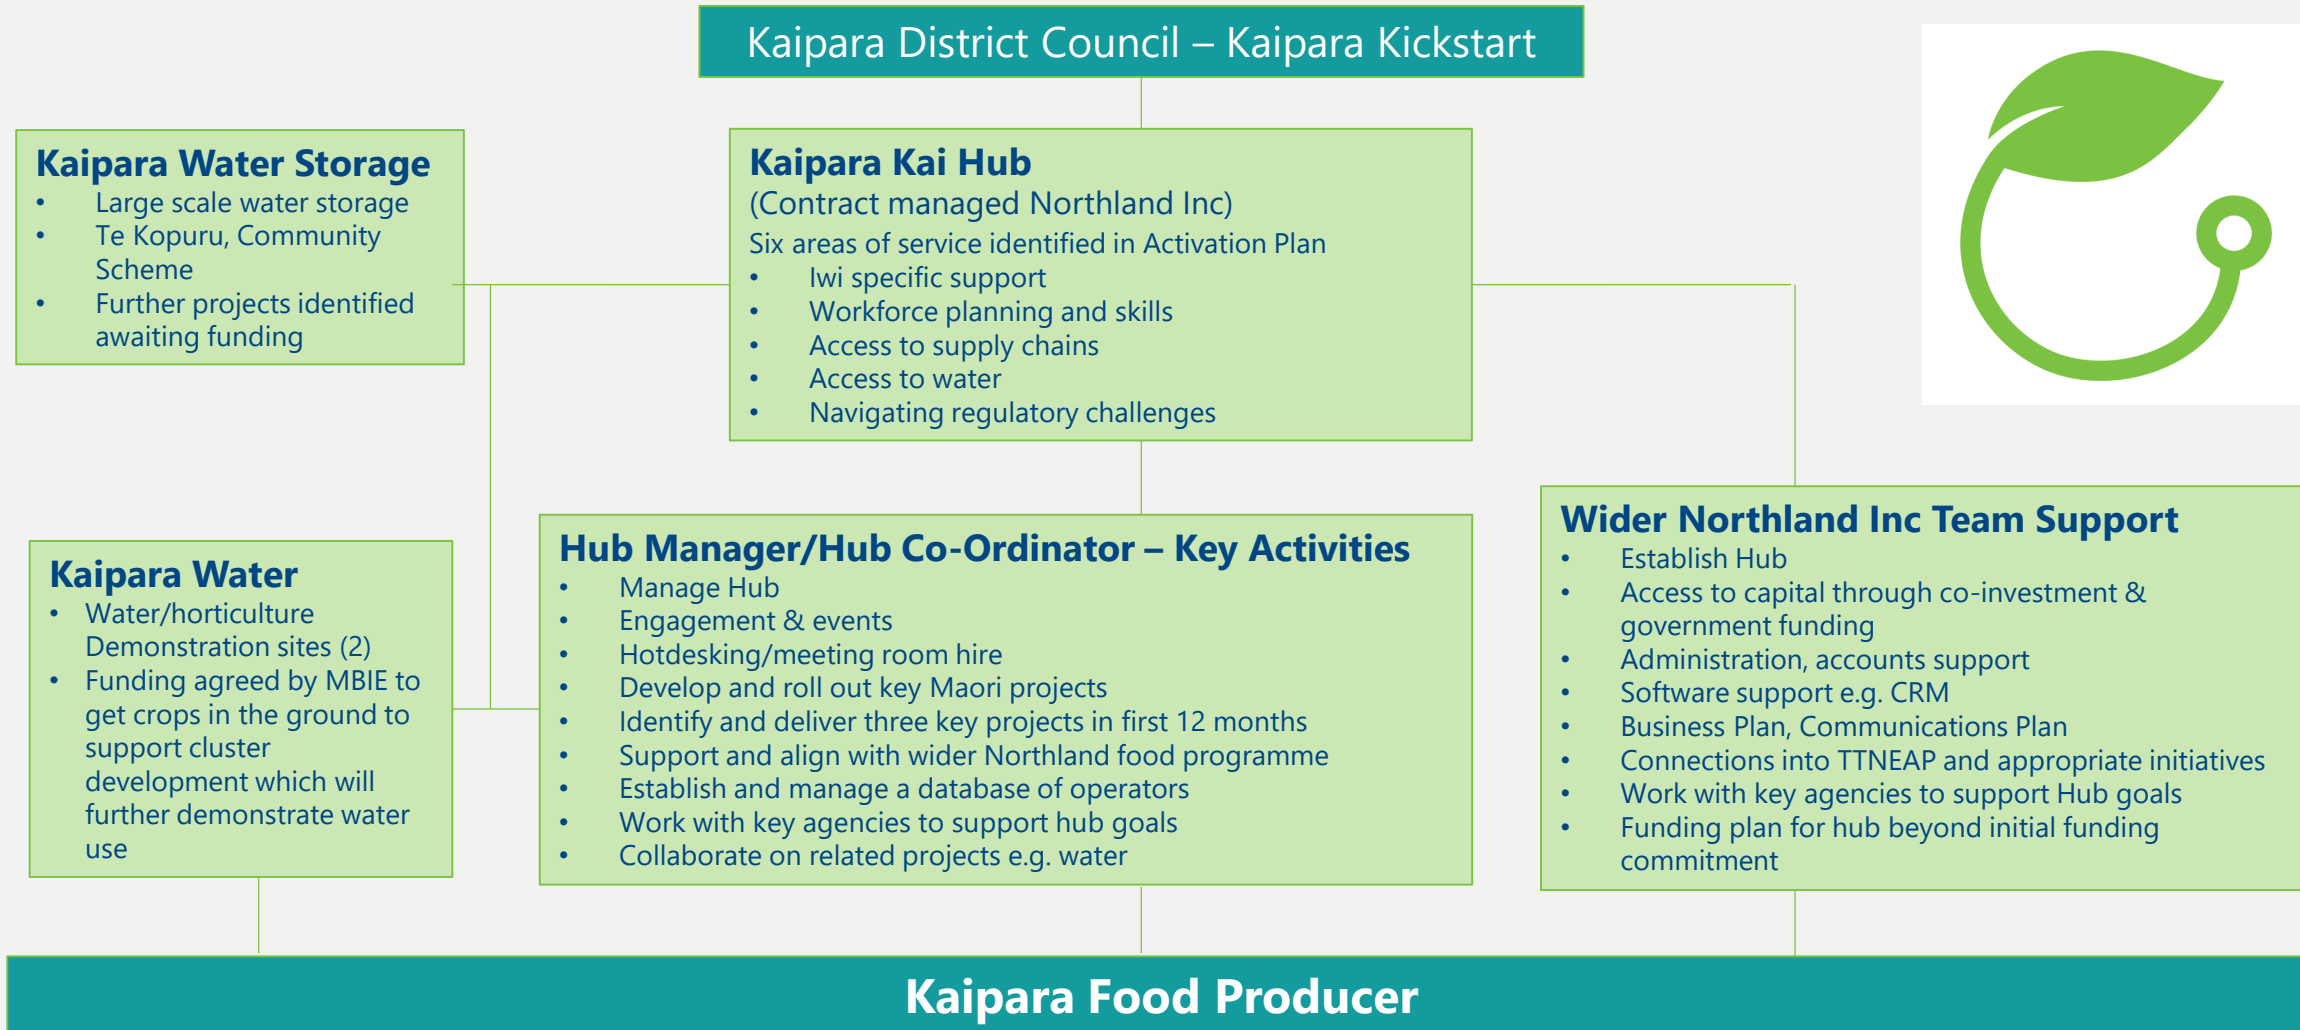 Kaipara District Council – Kaipara Kickstart
Kaipara Water Storage
• Large scale water storage
• Te Kopuru, Community
Scheme
• Further projects identified
awaiting funding
Kaipara Kai Hub
(Contract managed Northland Inc)
Six areas of service identified in Activation Plan
• Iwi specific support
• Workforce planning and skills
• Access to supply chains
• Access to water
• Navigating regulatory challenges
Kaipara Water
• Water/horticulture
Demonstration sites (2)
• Funding agreed by MBIE to
get crops in the ground to
support cluster
development which will
further demonstrate water
use
Hub Manager/Hub Co-Ordinator – Key Activities
• Manage Hub
• Engagement & events
• Hotdesking/meeting room hire
• Develop and roll out key Maori projects
• Identify and deliver three key projects in first 12 months
• Support and align with wider Northland food programme
• Establish and manage a database of operators
• Work with key agencies to support hub goals
• Collaborate on related projects e.g. water
Wider Northland Inc Team Support
• Establish Hub
• Access to capital through co-investment &
government funding
• Administration, accounts support
• Software support e.g. CRM
• Business Plan, Communications Plan
• Connections into TTNEAP and appropriate initiatives
• Work with key agencies to support Hub goals
• Funding plan for hub beyond initial funding
commitment
Kaipara Food Producer